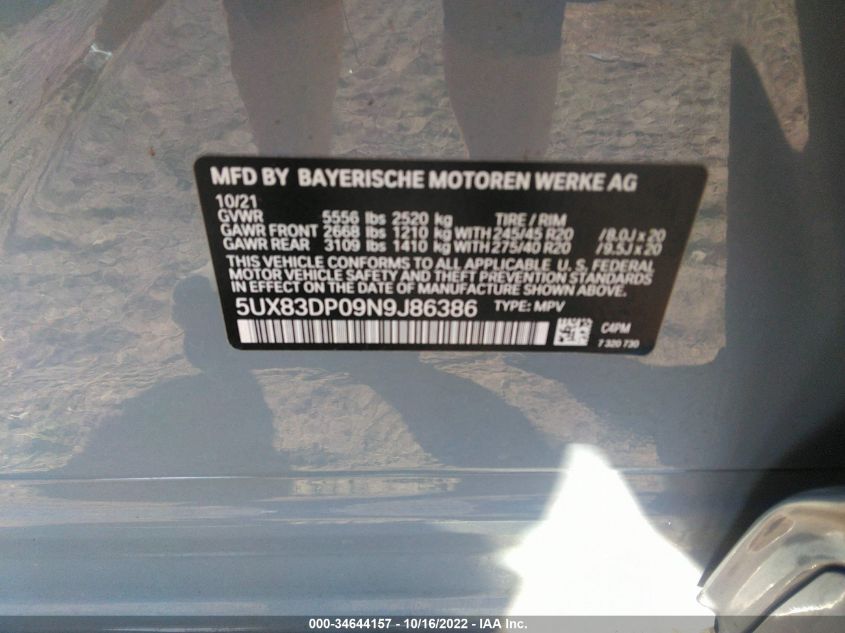 MFD BY BAYERISCHE MOTOREN WERKE AG
10/21
GVWR 5556 lbs 2520 kg TIRE / RIM
GAWR FRONT 2668 lbs 1210 kg WITH 245/45 R20 /8.0J x 20
GAWR REAR 3109 lbs 1410 kg WITH 275/40 R20 /9.5J x 20
THIS VEHICLE CONFORMS TO ALL APPLICABLE U. S. FEDERAL
MOTOR VEHICLE SAFETY AND THEFT PREVENTION STANDARDS
IN EFFECT ON THE DATE OF MANUFACTURE SHOWN ABOVE.
5UX83DP09N9J86386 TYPE: MPV
C4PM
7 320 730
000-34644157 - 10/16/2022 - IAA Inc.